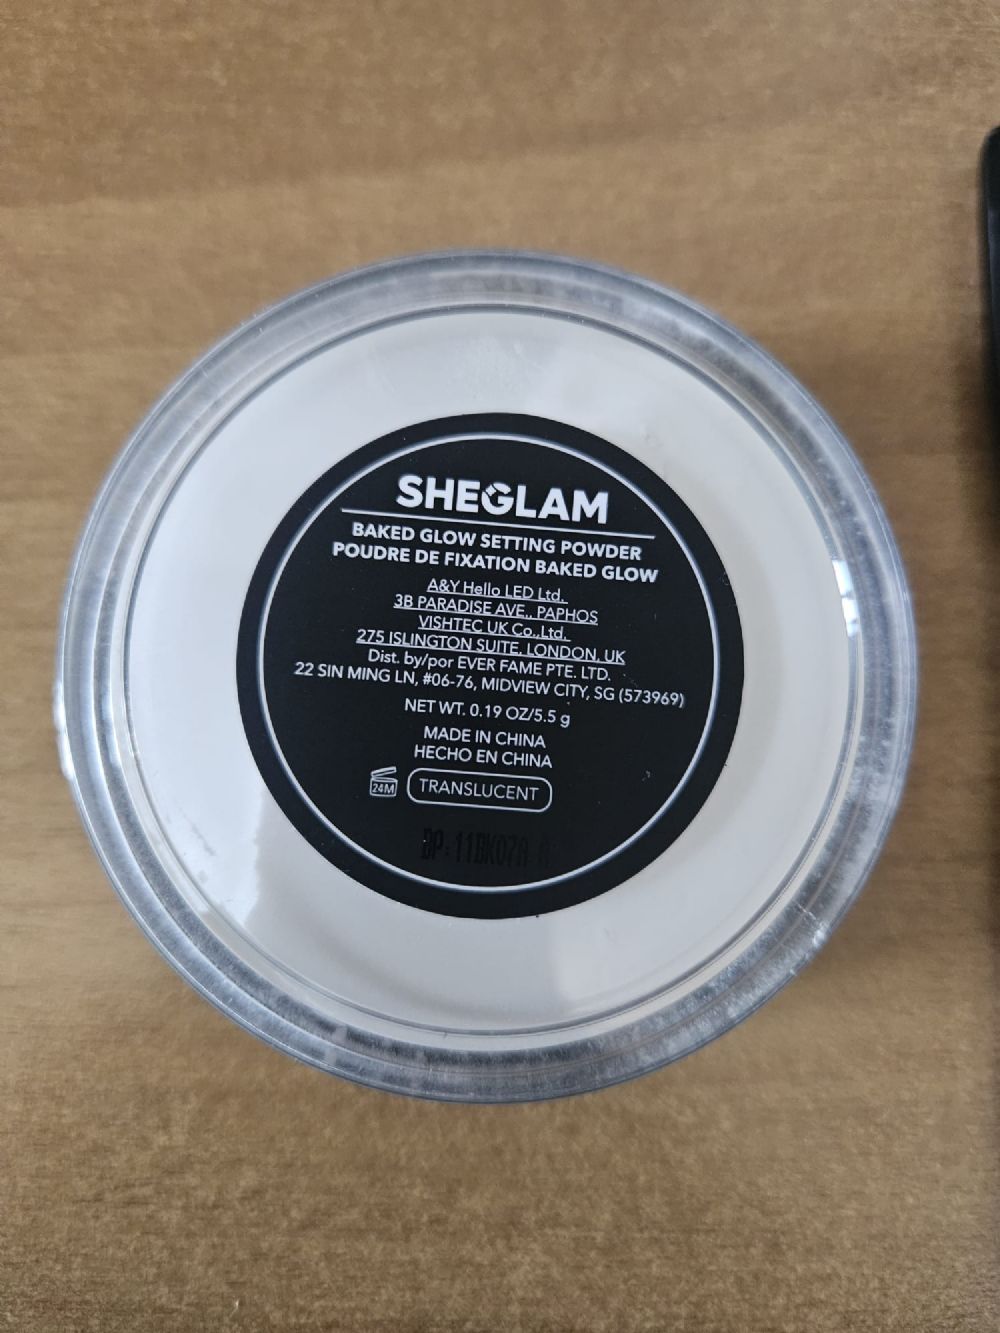 SHEGLAM
BAKED GLOW SETTING POWDER
POUDRE DE FIXATION BAKED GLOW
A&Y Hello LED Ltd.
3B PARADISE AVE., PAPHOS
VISHTEC UK Co.,Ltd.
275 ISLINGTON SUITE, LONDON, UK
Dist. by/por EVER FAME PTE. LTD.
22 SIN MING LN, #06-76, MIDVIEW CITY, SG (573969)
NET WT. 0.19 OZ/5.5 g
MADE IN CHINA
HECHO EN CHINA
24M TRANSLUCENT